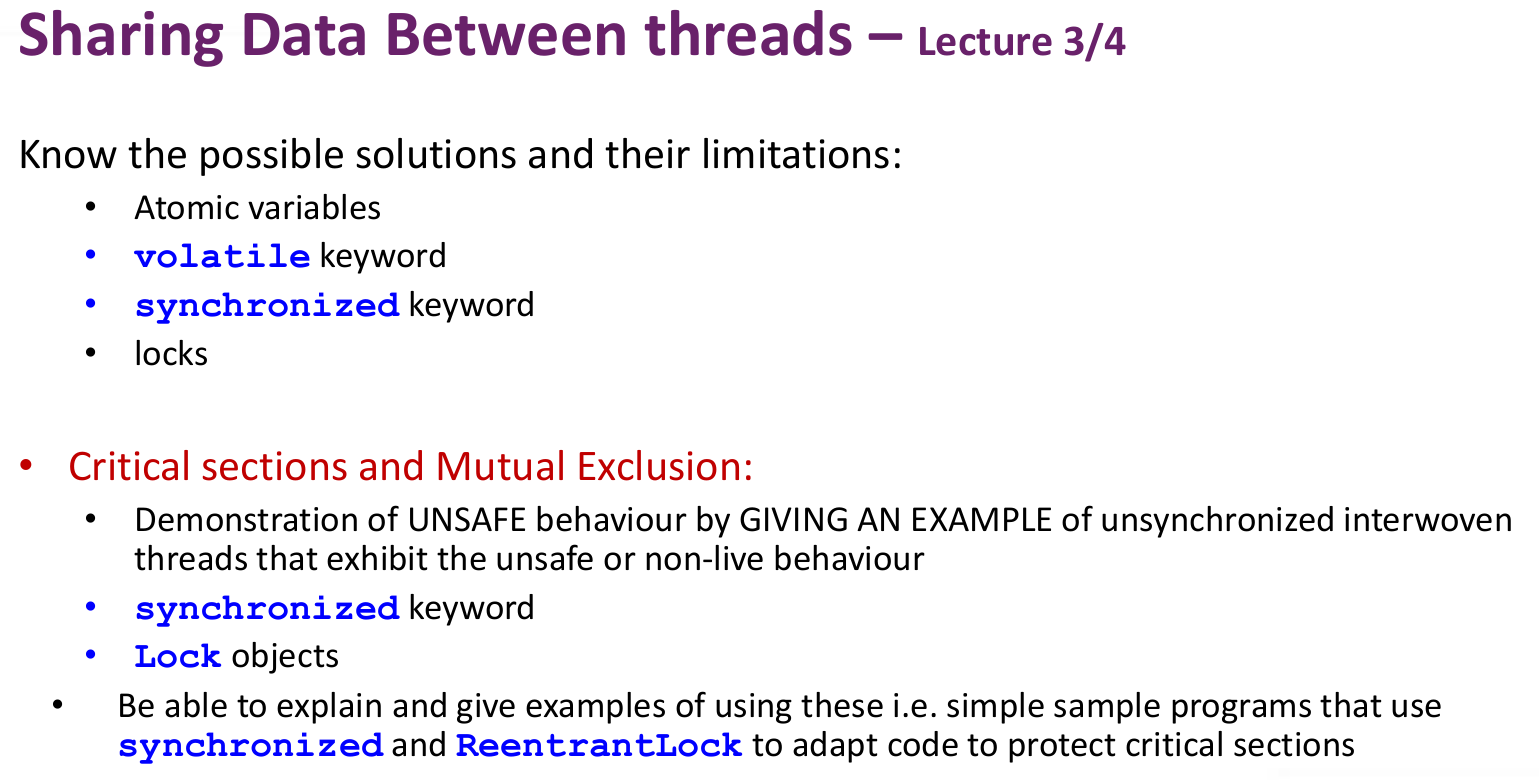 Sharing Data Between threads – Lecture 3/4
Know the possible solutions and their limitations:
• Atomic variables
• volatile keyword
• synchronized keyword
• locks
• Critical sections and Mutual Exclusion:
• Demonstration of UNSAFE behaviour by GIVING AN EXAMPLE of unsynchronized interwoven
threads that exhibit the unsafe or non-live behaviour
• synchronized keyword
• Lock objects
• Be able to explain and give examples of using these i.e. simple sample programs that use
synchronized and ReentrantLock to adapt code to protect critical sections